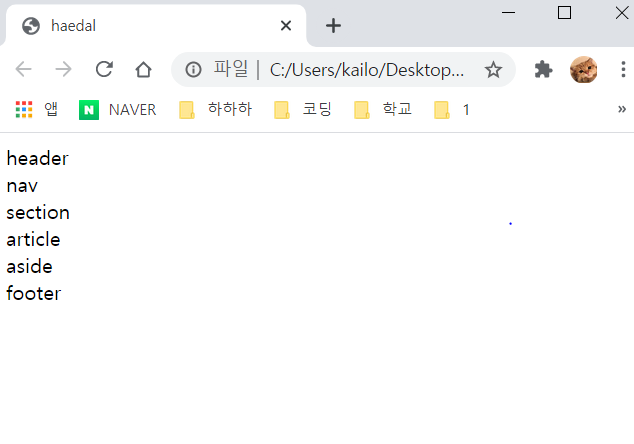 haedal
파일 | C:/Users/kailo/Desktop...
앱 NAVER 하하하 코딩 학교 1 »
header
nav
section
article
aside
footer